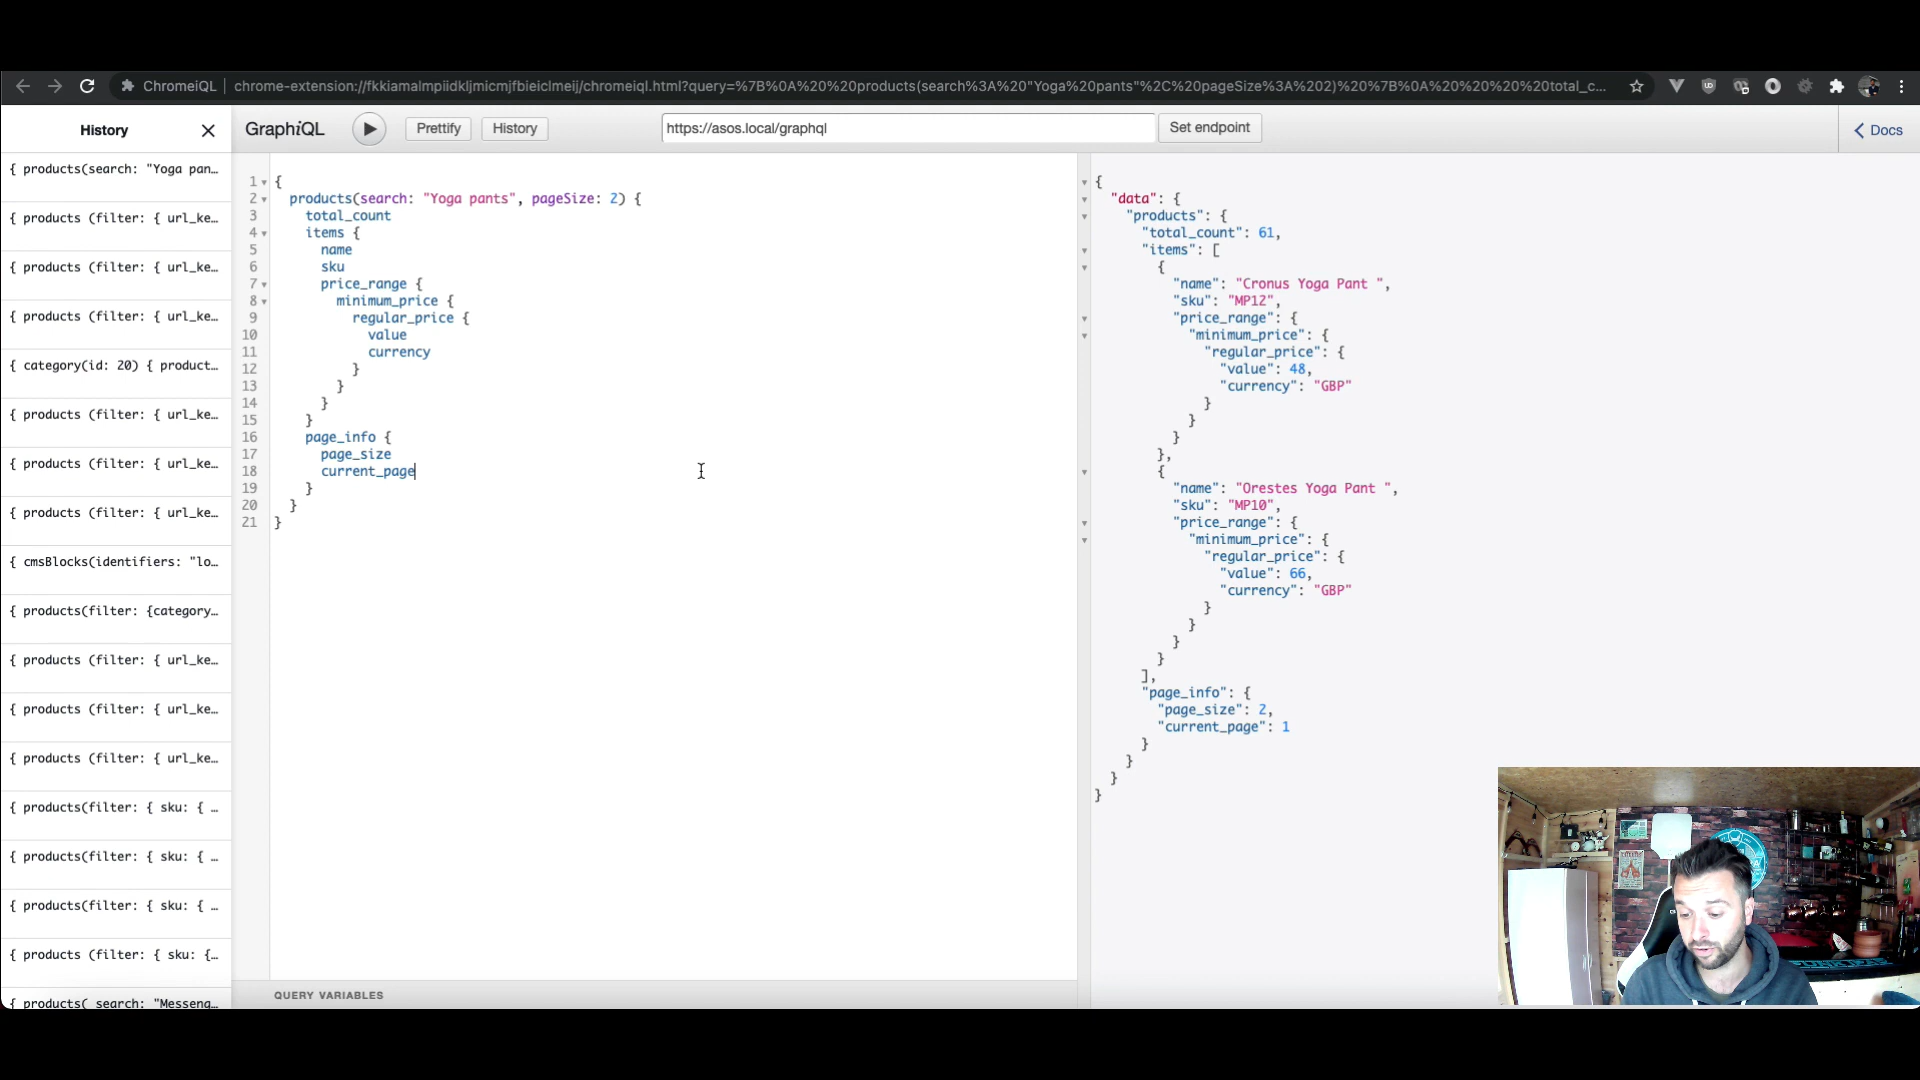 ChromeiQL
chrome-extension://fkkiamalmpiidkljmicmjfbieiclmeij/chromeiql.html?query=%7B%0A%20%20products(search%3A%20"Yoga%20pants"%2C%20pageSize%3A%202)%20%7B%0A%20%20%20%20total_c...
History
GraphiQL
Prettify
History
https://asos.local/graphql
Set endpoint
Docs
{ products(search: "Yoga pan…
{ products (filter: { url_ke…
{ products (filter: { url_ke…
{ products (filter: { url_ke…
{ category(id: 20) { product…
{ products (filter: { url_ke…
{ products (filter: { url_ke…
{ products (filter: { url_ke…
{ cmsBlocks(identifiers: "lo…
{ products(filter: {category…
{ products (filter: { url_ke…
{ products (filter: { url_ke…
{ products (filter: { url_ke…
{ products(filter: { sku: { …
{ products(filter: { sku: { …
{ products(filter: { sku: { …
{ products (filter: { sku: {…
{ products( search: "Messeng…
1 {
2 products(search: "Yoga pants", pageSize: 2) {
3 total_count
4 items {
5 name
6 sku
7 price_range {
8 minimum_price {
9 regular_price {
10 value
11 currency
12 }
13 }
14 }
15 }
16 page_info {
17 page_size
18 current_page
19 }
20 }
21 }
QUERY VARIABLES
{
"data": {
"products": {
"total_count": 61,
"items": [
{
"name": "Cronus Yoga Pant ",
"sku": "MP12",
"price_range": {
"minimum_price": {
"regular_price": {
"value": 48,
"currency": "GBP"
}
}
}
},
{
"name": "Orestes Yoga Pant ",
"sku": "MP10",
"price_range": {
"minimum_price": {
"regular_price": {
"value": 66,
"currency": "GBP"
}
}
}
}
],
"page_info": {
"page_size": 2,
"current_page": 1
}
}
}
}